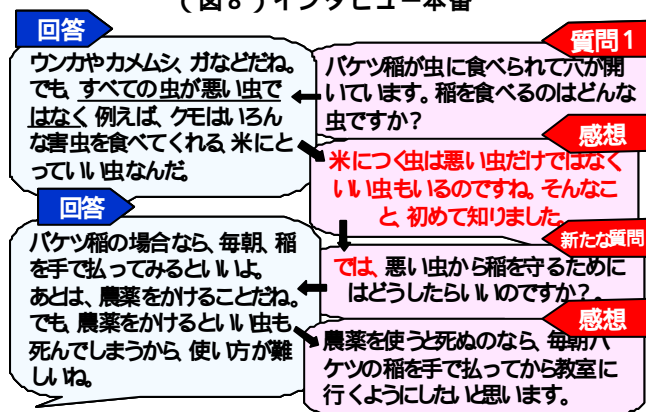 (図8)インタビュー本番
質問1
バケツ稲が虫に食べられて穴が開
いています。稲を食べるのはどんな
虫ですか?
回答
ウンカやカメムシ、ガなどだね。
でも、すべての虫が悪い虫で
はなく、例えば、クモはいろん
な害虫を食べてくれる、米にと
っていい虫なんだ。
感想
米につく虫は悪い虫だけではなく
いい虫もいるのですね。そんなこ
と、初めて知りました。
新たな質問
では、悪い虫から稲を守るために
はどうしたらいいのですか?。
回答
バケツ稲の場合なら、毎朝、稲
を手で払ってみるといいよ。
あとは、農薬をかけることだね。
でも、農薬をかけるといい虫も
死んでしまうから、使い方が難
しいね。
感想
農薬を使うと死ぬのなら、毎朝バ
ケツの稲を手で払ってから教室に
行くようにしたいと思います。